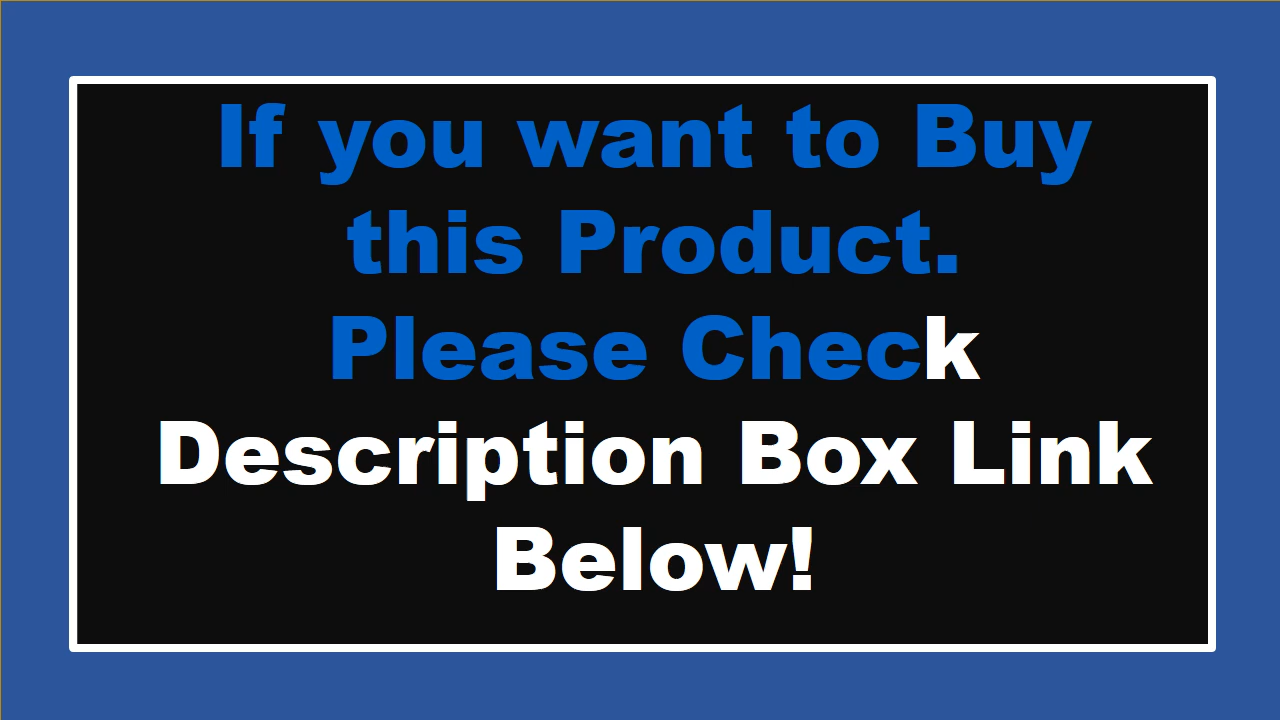 If you want to Buy
this Product.
Please Check
Description Box Link
Below!